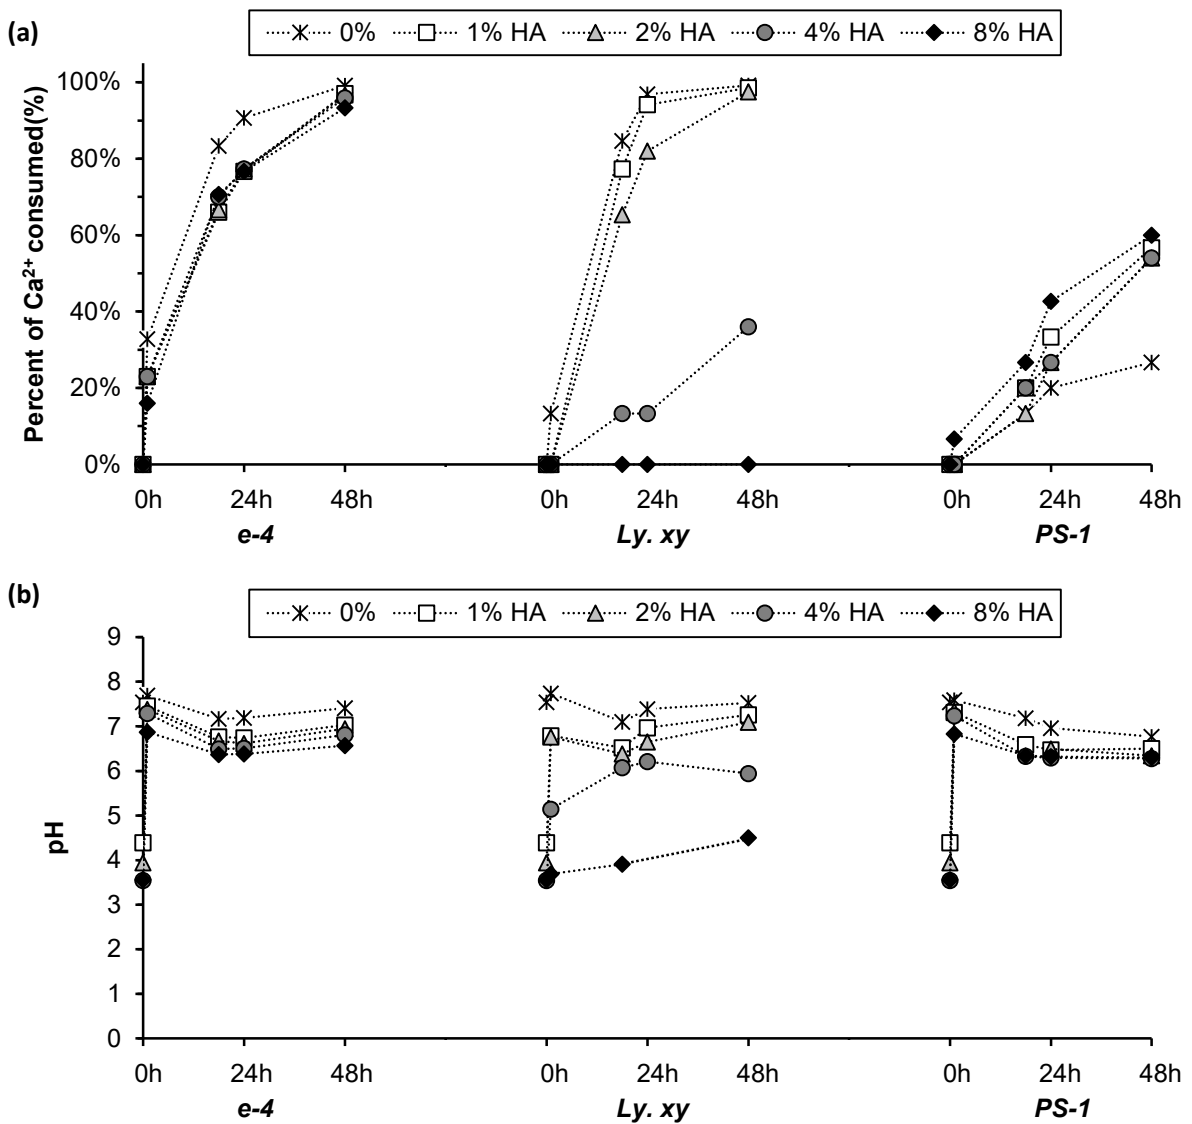 (a)
0% 1% HA 2% HA 4% HA 8% HA
Percent of Ca²⁺ consumed(%)
100%
80%
60%
40%
20%
0%
0h 24h 48h 0h 24h 48h 0h 24h 48h
e-4 Ly. xy PS-1
(b)
0% 1% HA 2% HA 4% HA 8% HA
pH
9
8
7
6
5
4
3
2
1
0
0h 24h 48h 0h 24h 48h 0h 24h 48h
e-4 Ly. xy PS-1